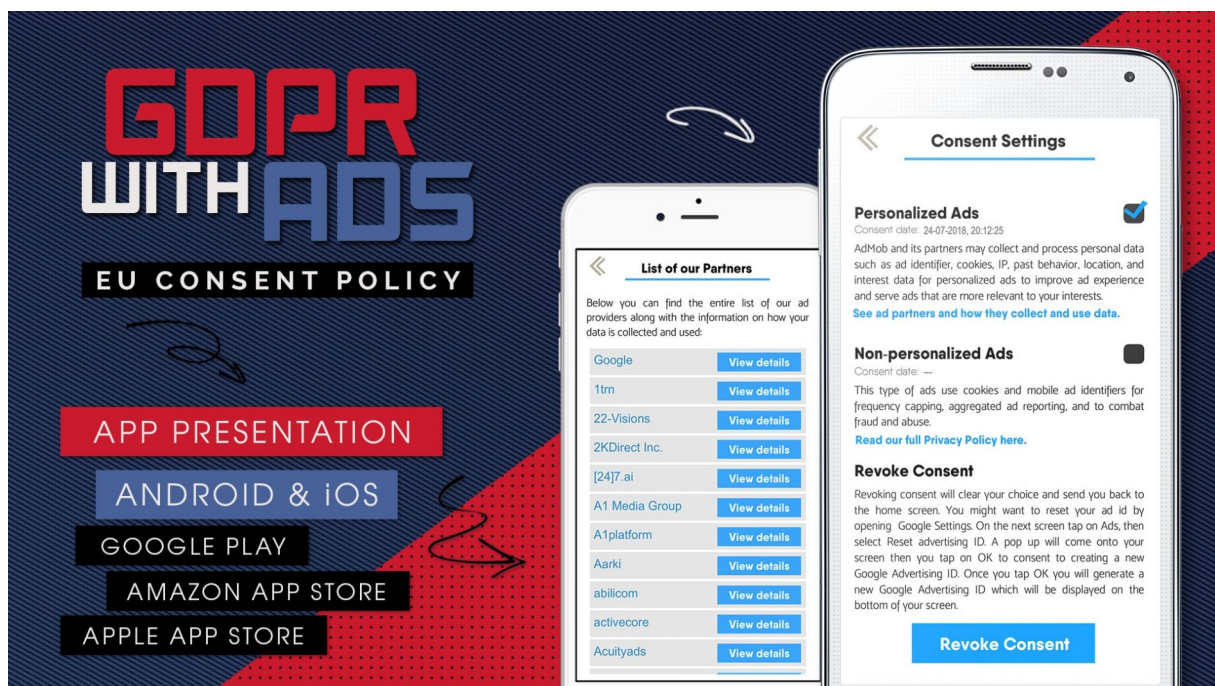 GDPR
WITH ADS
EU CONSENT POLICY
APP PRESENTATION
ANDROID & iOS
GOOGLE PLAY
AMAZON APP STORE
APPLE APP STORE
List of our Partners
Below you can find the entire list of our ad
providers along with the information on how your
data is collected and used:
Google View details
1trn View details
22-Visions View details
2KDirect Inc. View details
[24]7.ai View details
A1 Media Group View details
A1platform View details
Aarki View details
abilicom View details
activecore View details
Acuityads View details
Consent Settings
Personalized Ads
Consent date: 24-07-2018, 20:12:25
AdMob and its partners may collect and process personal data
such as ad identifier, cookies, IP, past behavior, location, and
interest data for personalized ads to improve ad experience
and serve ads that are more relevant to your interests.
See ad partners and how they collect and use data.
Non-personalized Ads
Consent date: ---
This type of ads use cookies and mobile ad identifiers for
frequency capping, aggregated ad reporting, and to combat
fraud and abuse.
Read our full Privacy Policy here.
Revoke Consent
Revoking consent will clear your choice and send you back to
the home screen. You might want to reset your ad id by
opening Google Settings. On the next screen tap on Ads, then
select Reset advertising ID. A pop up will come onto your
screen then you tap on OK to consent to creating a new
Google Advertising ID. Once you tap OK you will generate a
new Google Advertising ID which will be displayed on the
bottom of your screen.
Revoke Consent